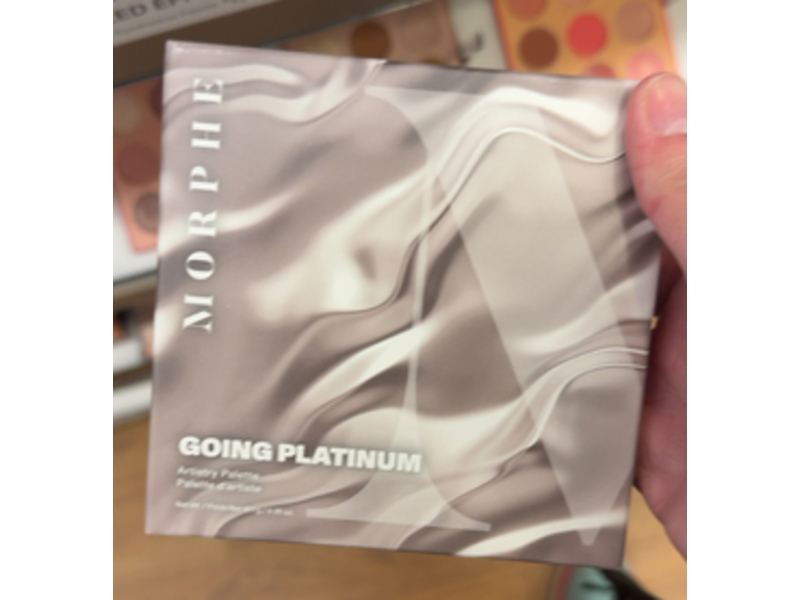 MORPHE
GOING PLATINUM
Artistry Palette
Palette d'artiste